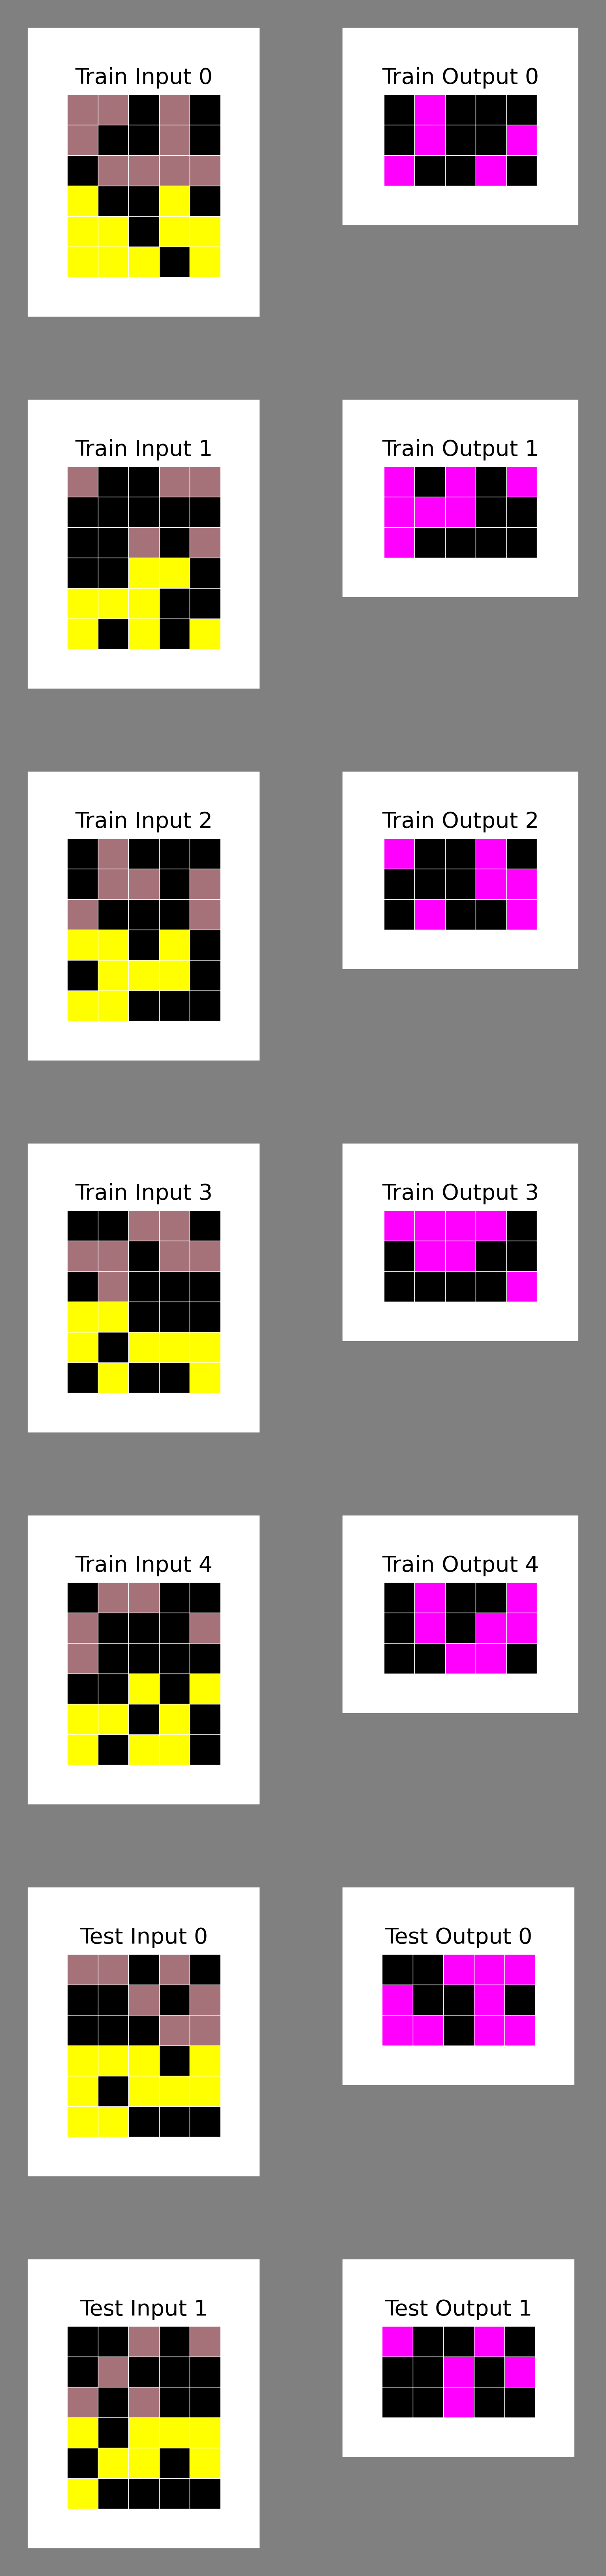 Train Input 0
Train Output 0
Train Input 1
Train Output 1
Train Input 2
Train Output 2
Train Input 3
Train Output 3
Train Input 4
Train Output 4
Test Input 0
Test Output 0
Test Input 1
Test Output 1